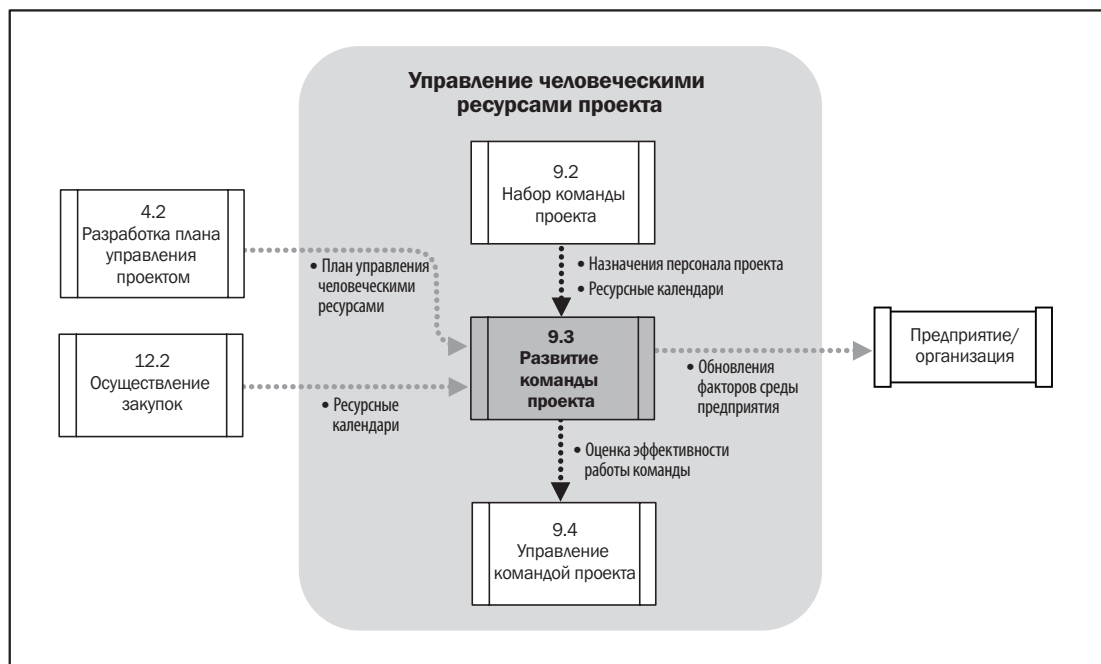 Управление человеческими
ресурсами проекта
9.2
Набор команды
проекта
4.2
Разработка плана
управления
проектом
• План управления
человеческими
ресурсами
• Назначения персонала проекта
• Ресурсные календари
12.2
Осуществление
закупок
• Ресурсные
календари
9.3
Развитие
команды
проекта
• Обновления
факторов среды
предприятия
Предприятие/
организация
• Оценка эффективности
работы команды
9.4
Управление
командой проекта